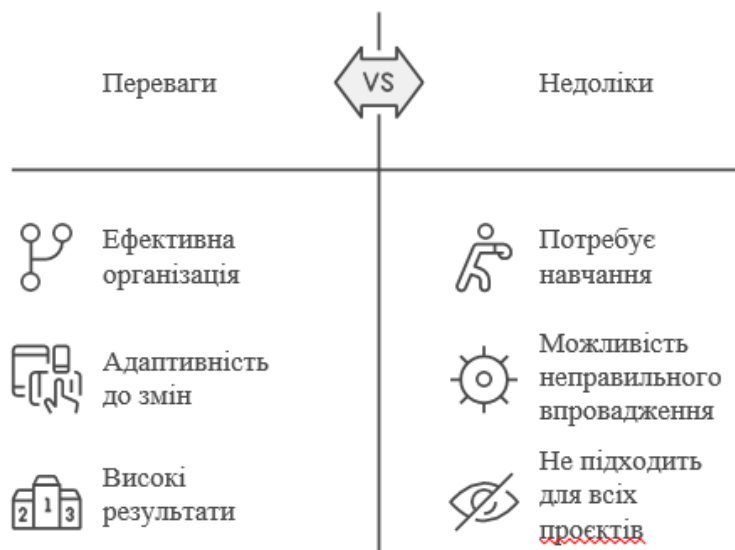 Переваги
VS
Недоліки
Ефективна
організація
Адаптивність
до змін
2 1 3
Високі
результати
Потребує
навчання
Можливість
неправильного
впровадження
Не підходить
для всіх
проєктів